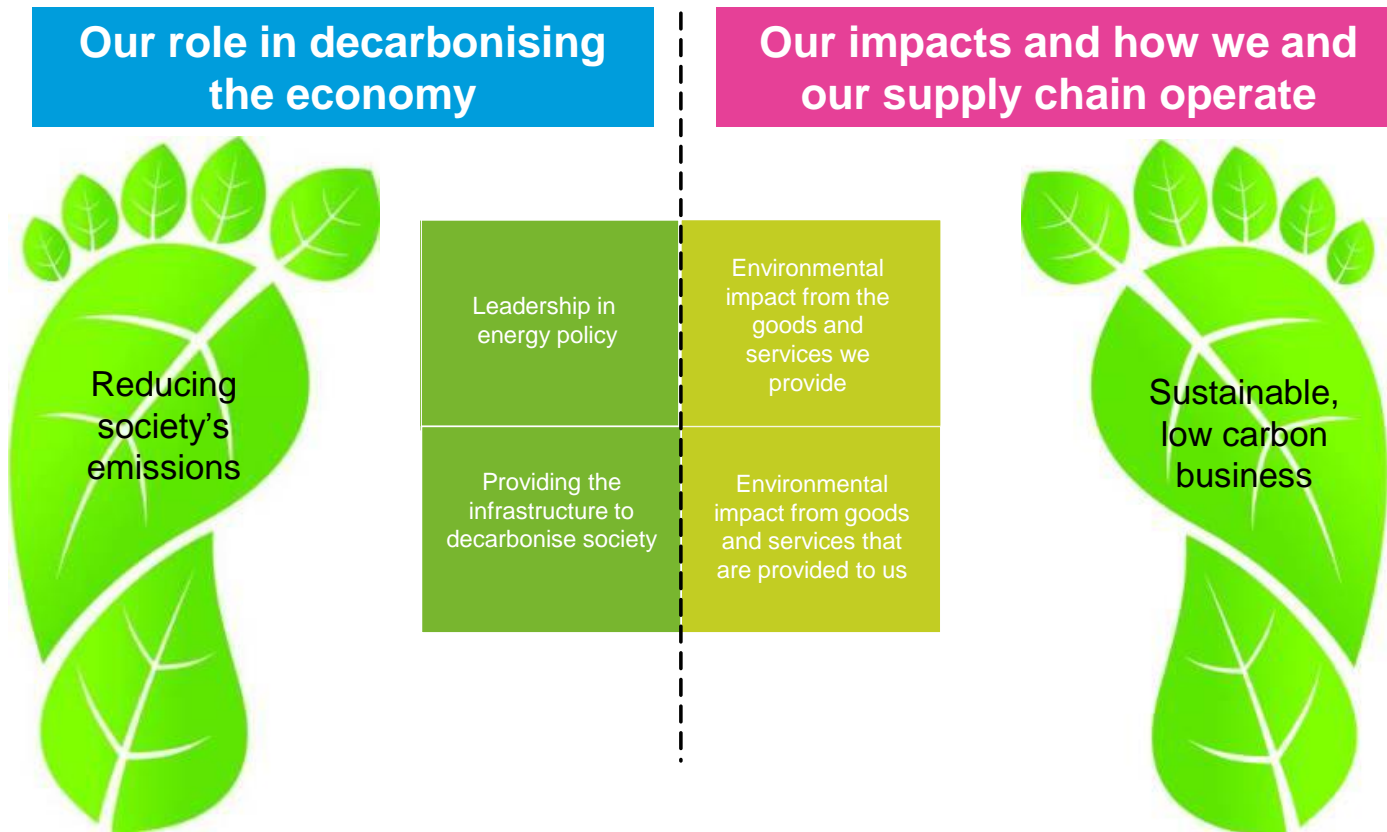 Our role in decarbonising
the economy
Our impacts and how we and
our supply chain operate
Reducing
society’s
emissions
Leadership in
energy policy
Providing the
infrastructure to
decarbonise society
Environmental
impact from the
goods and
services we
provide
Environmental
impact from goods
and services that
are provided to us
Sustainable,
low carbon
business